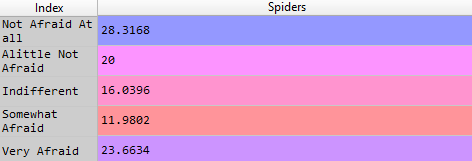 Index Spiders
Not Afraid At
all
28.3168
Alittle Not
Afraid
20
Indifferent 16.0396
Somewhat
Afraid
11.9802
Very Afraid 23.6634